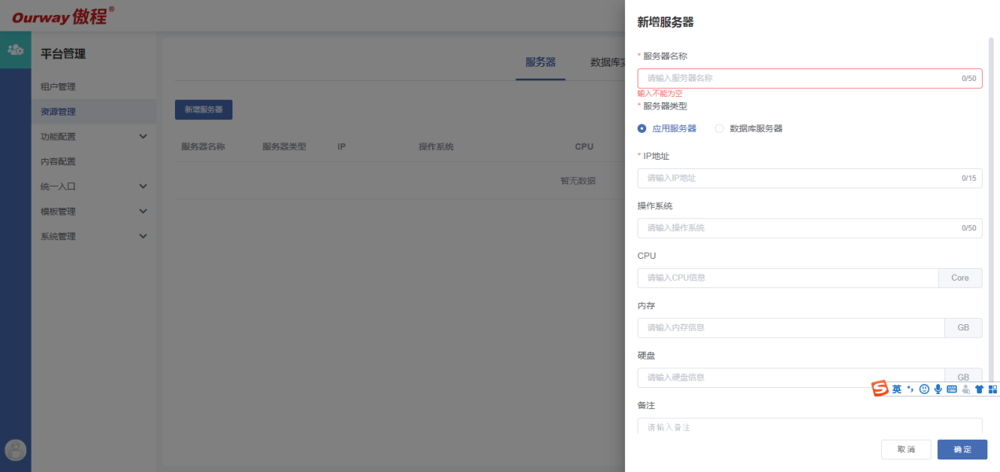 Ourway 傲程®
平台管理
租户管理
资源管理
功能配置
内容配置
统一入口
模板管理
系统管理
服务器
数据库实
新增服务器
服务器名称 服务器类型 IP 操作系统 CPU
暂无数据
新增服务器
* 服务器名称
请输入服务器名称 0/50
输入不能为空
* 服务器类型
应用服务器 数据库服务器
* IP地址
请输入IP地址 0/15
操作系统
请输入操作系统 0/50
CPU
请输入CPU信息 Core
内存
请输入内存信息 GB
硬盘
请输入硬盘信息 GB
S 英
备注
请输入备注
取消 确定